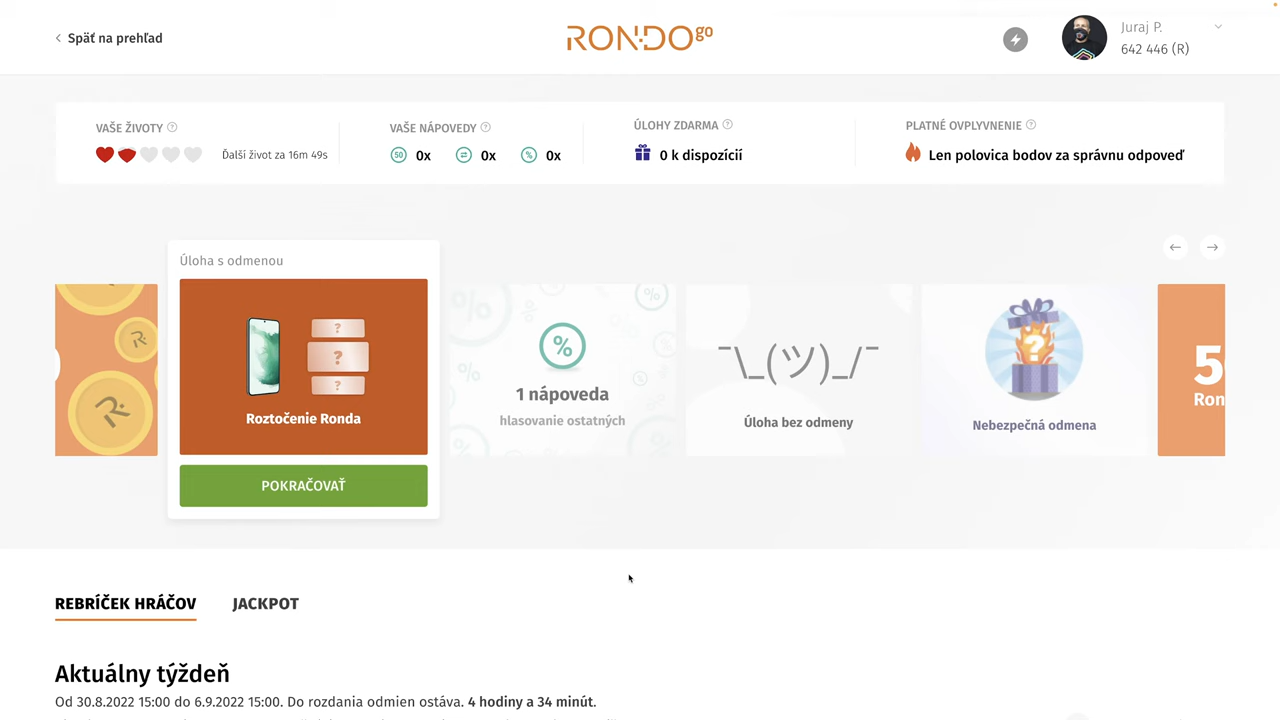 Späť na prehľad
RONDO go
Juraj P.
642 446 (R)
VAŠE ŽIVOTY
Ďalší život za 16m 49s
VAŠE NÁPOVEDY
50 0x
0x
% 0x
ÚLOHY ZDARMA
0 k dispozícií
PLATNÉ OVPLYVNENIE
Len polovica bodov za správnu odpoveď
Úloha s odmenou
? ? ?
Roztočenie Ronda
POKRAČOVAŤ
%
1 nápoveda
hlasovanie ostatných
¯\_(ツ)_/¯
Úloha bez odmeny
?
Nebezpečná odmena
5
Ron
REBRÍČEK HRÁČOV
JACKPOT
Aktuálny týždeň
Od 30.8.2022 15:00 do 6.9.2022 15:00. Do rozdania odmien ostáva. 4 hodiny a 34 minút.